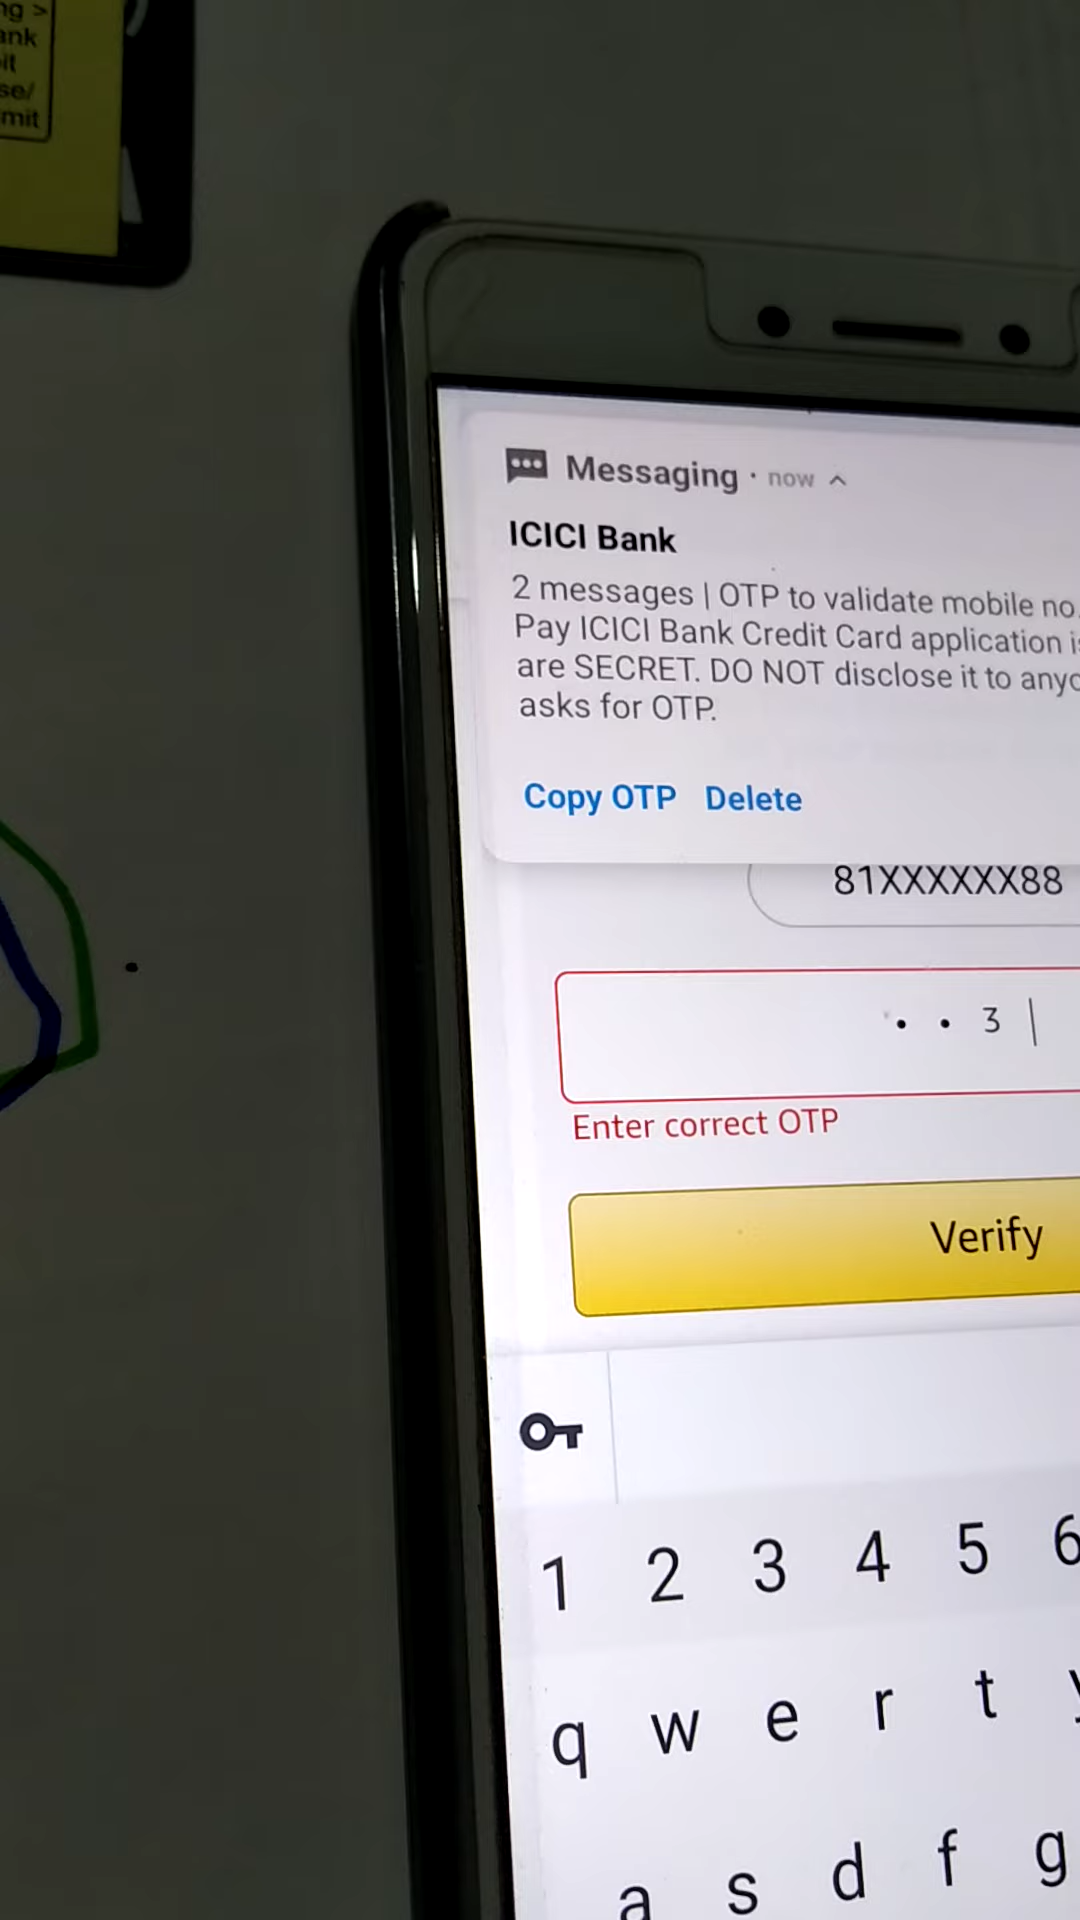 ank
se/
mit
Messaging · now
ICICI Bank
2 messages | OTP to validate mobile no.
Pay ICICI Bank Credit Card application
are SECRET. DO NOT disclose it to
asks for OTP.
Copy OTP Delete
81XXXXXX88
• • 3
Enter correct OTP
Verify
1 2 3 4 5 6
q w e r t
a s d f g